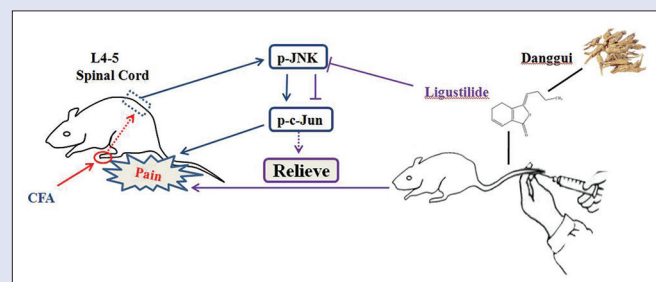 L4-5
Spinal Cord
p-JNK
Danggui
Ligustilide
p-c-Jun
Pain
Relieve
CFA